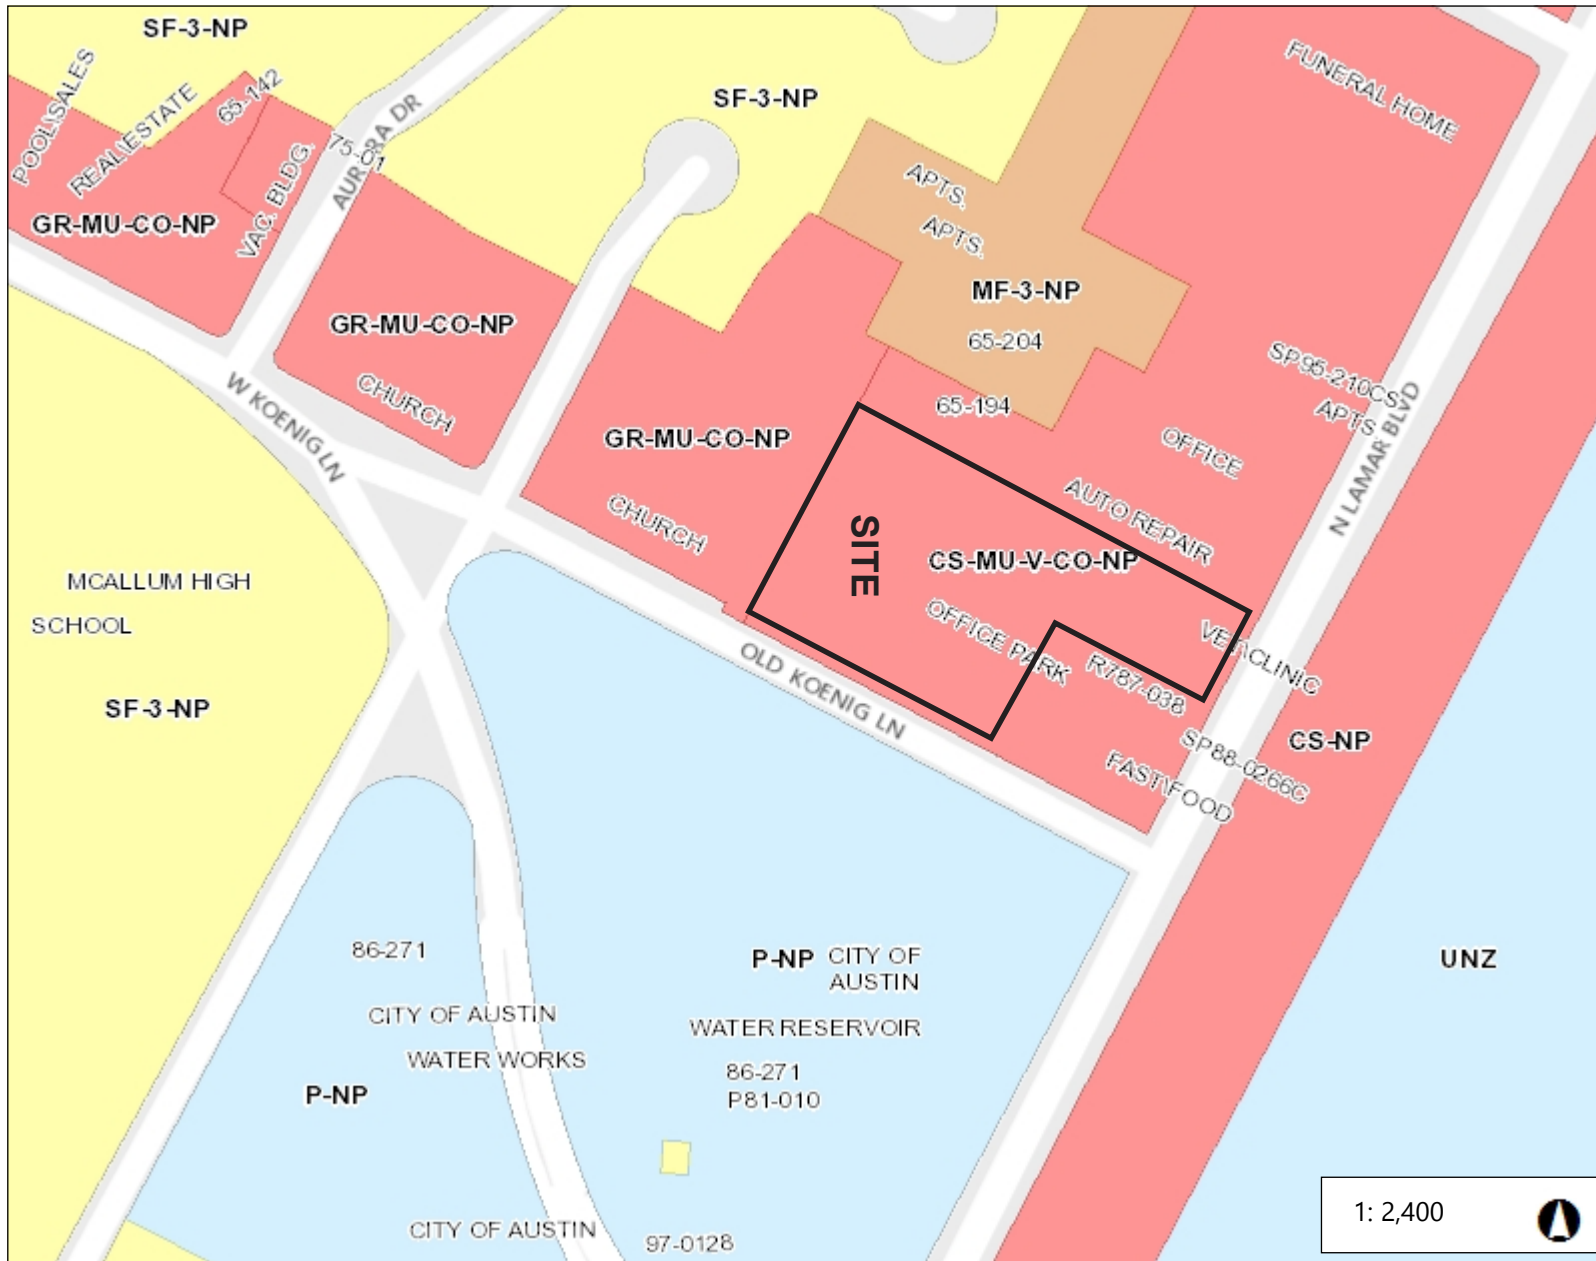 SF-3-NP
POOL\SALES
REAL\ESTATE
65-142
VAC. BLDG.
75-01
AURORA DR
GR-MU-CO-NP
SF-3-NP
FUNERAL HOME
APTS.
APTS.
MF-3-NP
65-204
65-194
GR-MU-CO-NP
CHURCH
W KOENIG LN
GR-MU-CO-NP
CHURCH
SP95-210CS
APTS
N LAMAR BLVD
OFFICE
AUTO REPAIR
SITE
CS-MU-V-CO-NP
OFFICE PARK
VET\CLINIC
R787-038
OLD KOENIG LN
SP88-0266C
FAST\FOOD
CS-NP
MCALLUM HIGH
SCHOOL
SF-3-NP
86-271
CITY OF AUSTIN
WATER WORKS
P-NP
P-NP
CITY OF
AUSTIN
WATER RESERVOIR
86-271
P81-010
UNZ
CITY OF AUSTIN
97-0128
1: 2,400